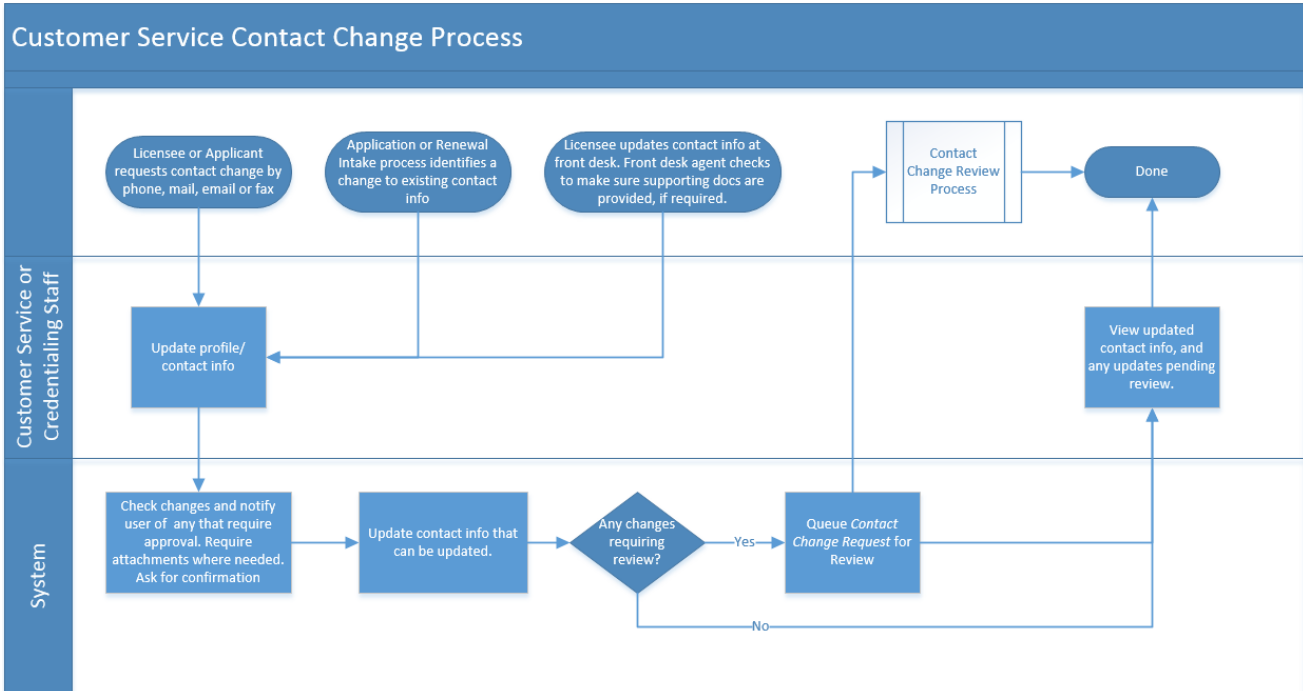 Customer Service Contact Change Process
Licensee or Applicant
requests contact change by
phone, mail, email or fax
Application or Renewal
Intake process identifies a
change to existing contact
info
Licensee updates contact info at
front desk. Front desk agent checks
to make sure supporting docs are
provided, if required.
Contact
Change Review
Process
Done
Customer Service or
Credentialing Staff
Update profile/
contact info
View updated
contact info, and
any updates pending
review.
System
Check changes and notify
user of any that require
approval. Require
attachments where needed.
Ask for confirmation
Update contact info that
can be updated.
Any changes
requiring
review?
Yes
Queue Contact
Change Request for
Review
No